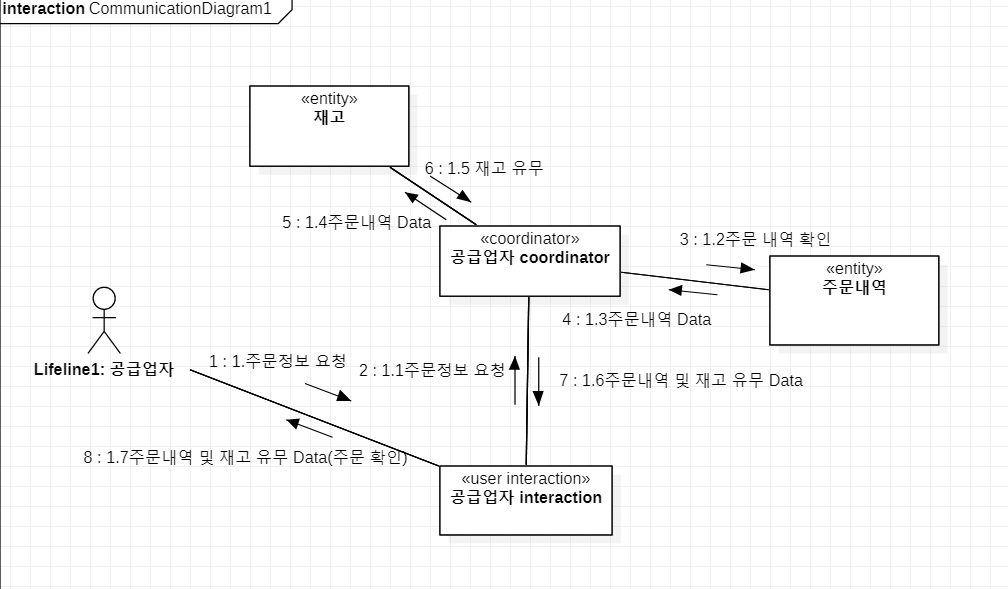 interaction CommunicationDiagram1
«entity»
재고
6 : 1.5 재고 유무
5 : 1.4주문내역 Data
«coordinator»
공급업자 coordinator
3 : 1.2주문 내역 확인
«entity»
주문내역
4 : 1.3주문내역 Data
Lifeline1: 공급업자
1 : 1.주문정보 요청
2 : 1.1주문정보 요청
7 : 1.6주문내역 및 재고 유무 Data
8 : 1.7주문내역 및 재고 유무 Data(주문 확인)
«user interaction»
공급업자 interaction